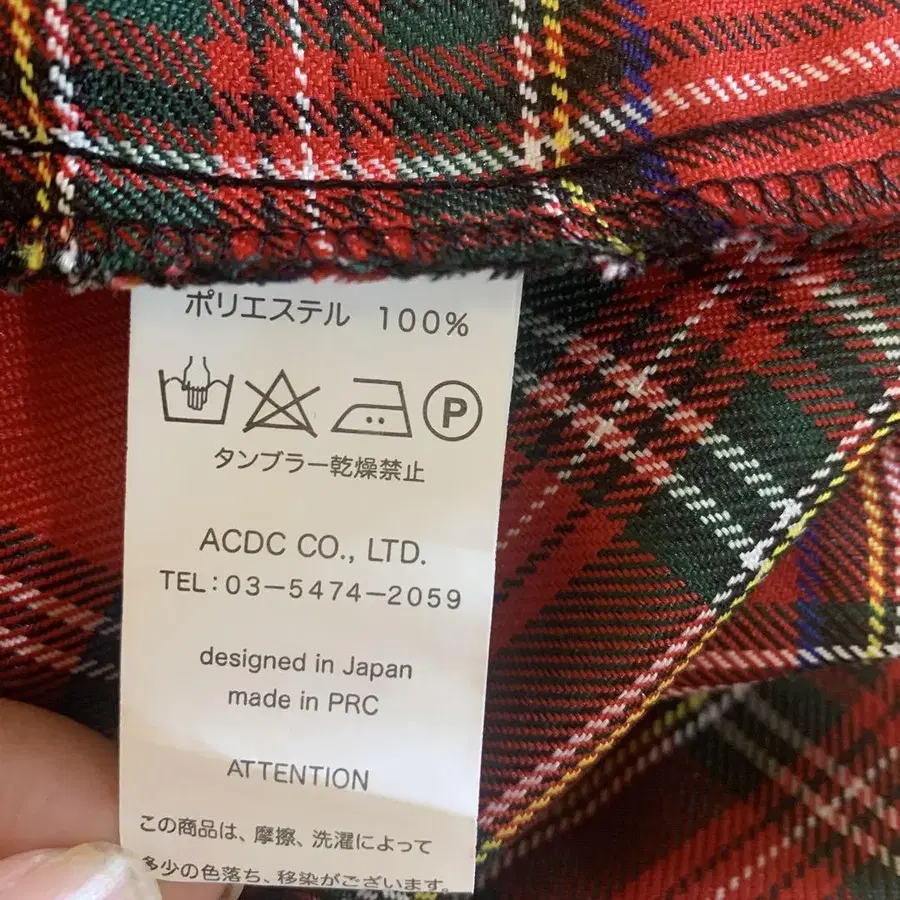 ポリエステル 100%
P
タンブラー乾燥禁止
ACDC CO., LTD.
TEL:03-5474-2059
designed in Japan
made in PRC
ATTENTION
この商品は、摩擦、洗濯によって
多少の色落ち、移染がございます。